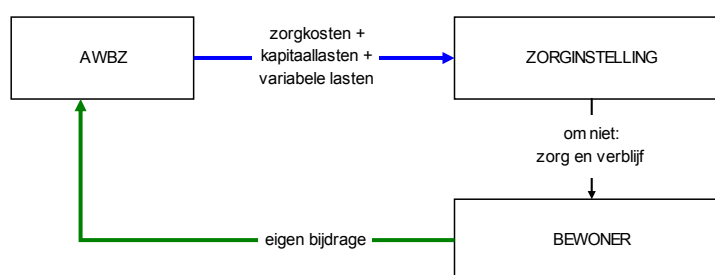 zorgkosten +
AWBZ
kapitaallasten +
ZORGINSTELLING
variabele lasten
om niet:
zorg en verblijf
eigen bijdrage
BEWONER